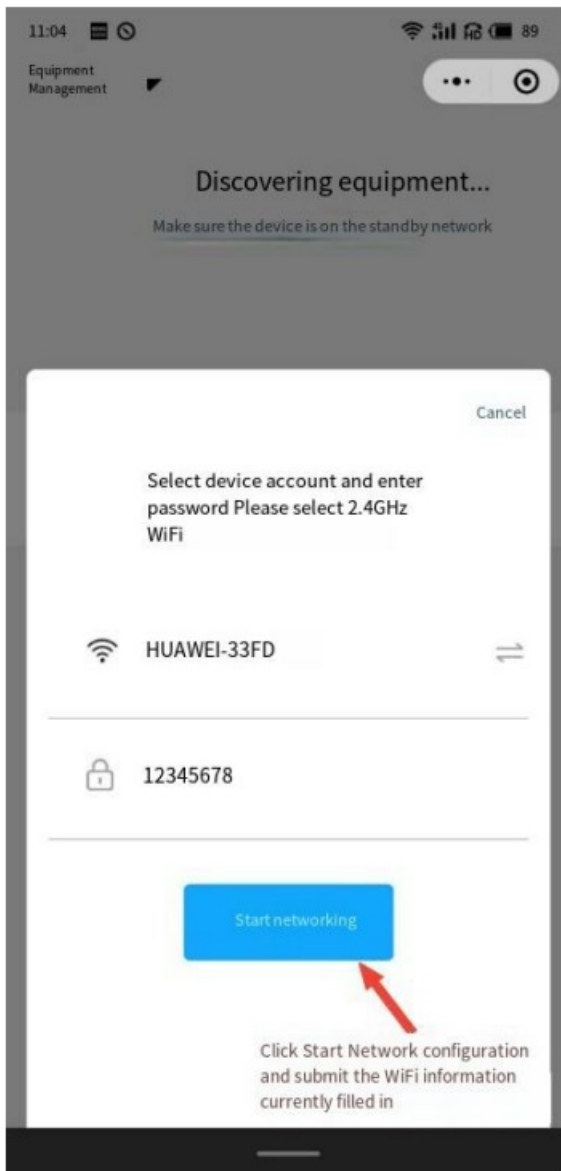 11:04 89
Equipment
Management
Discovering equipment...
Make sure the device is on the standby network
Cancel
Select device account and enter
password Please select 2.4GHz
WiFi
HUAWEI-33FD
12345678
Start networking
Click Start Network configuration
and submit the WiFi information
currently filled in